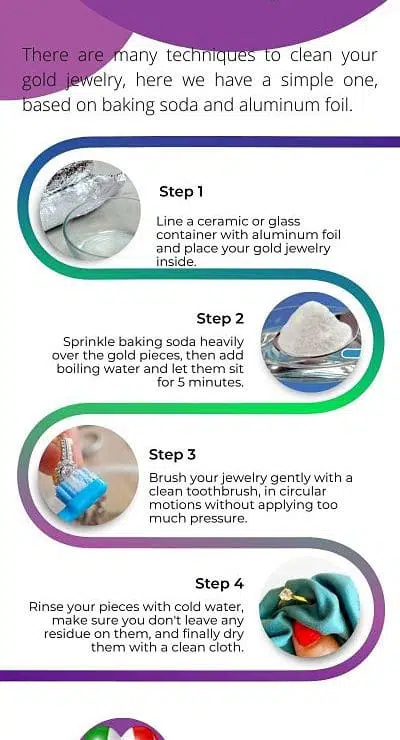 There are many techniques to clean your
gold jewelry, here we have a simple one,
based on baking soda and aluminum foil.
Step 1
Line a ceramic or glass
container with aluminum foil
and place your gold jewelry
inside.
Step 2
Sprinkle baking soda heavily
over the gold pieces, then add
boiling water and let them sit
for 5 minutes.
Step 3
Brush your jewelry gently with a
clean toothbrush, in circular
motions without applying too
much pressure.
Step 4
Rinse your pieces with cold water,
make sure you don't leave any
residue on them, and finally dry
them with a clean cloth.